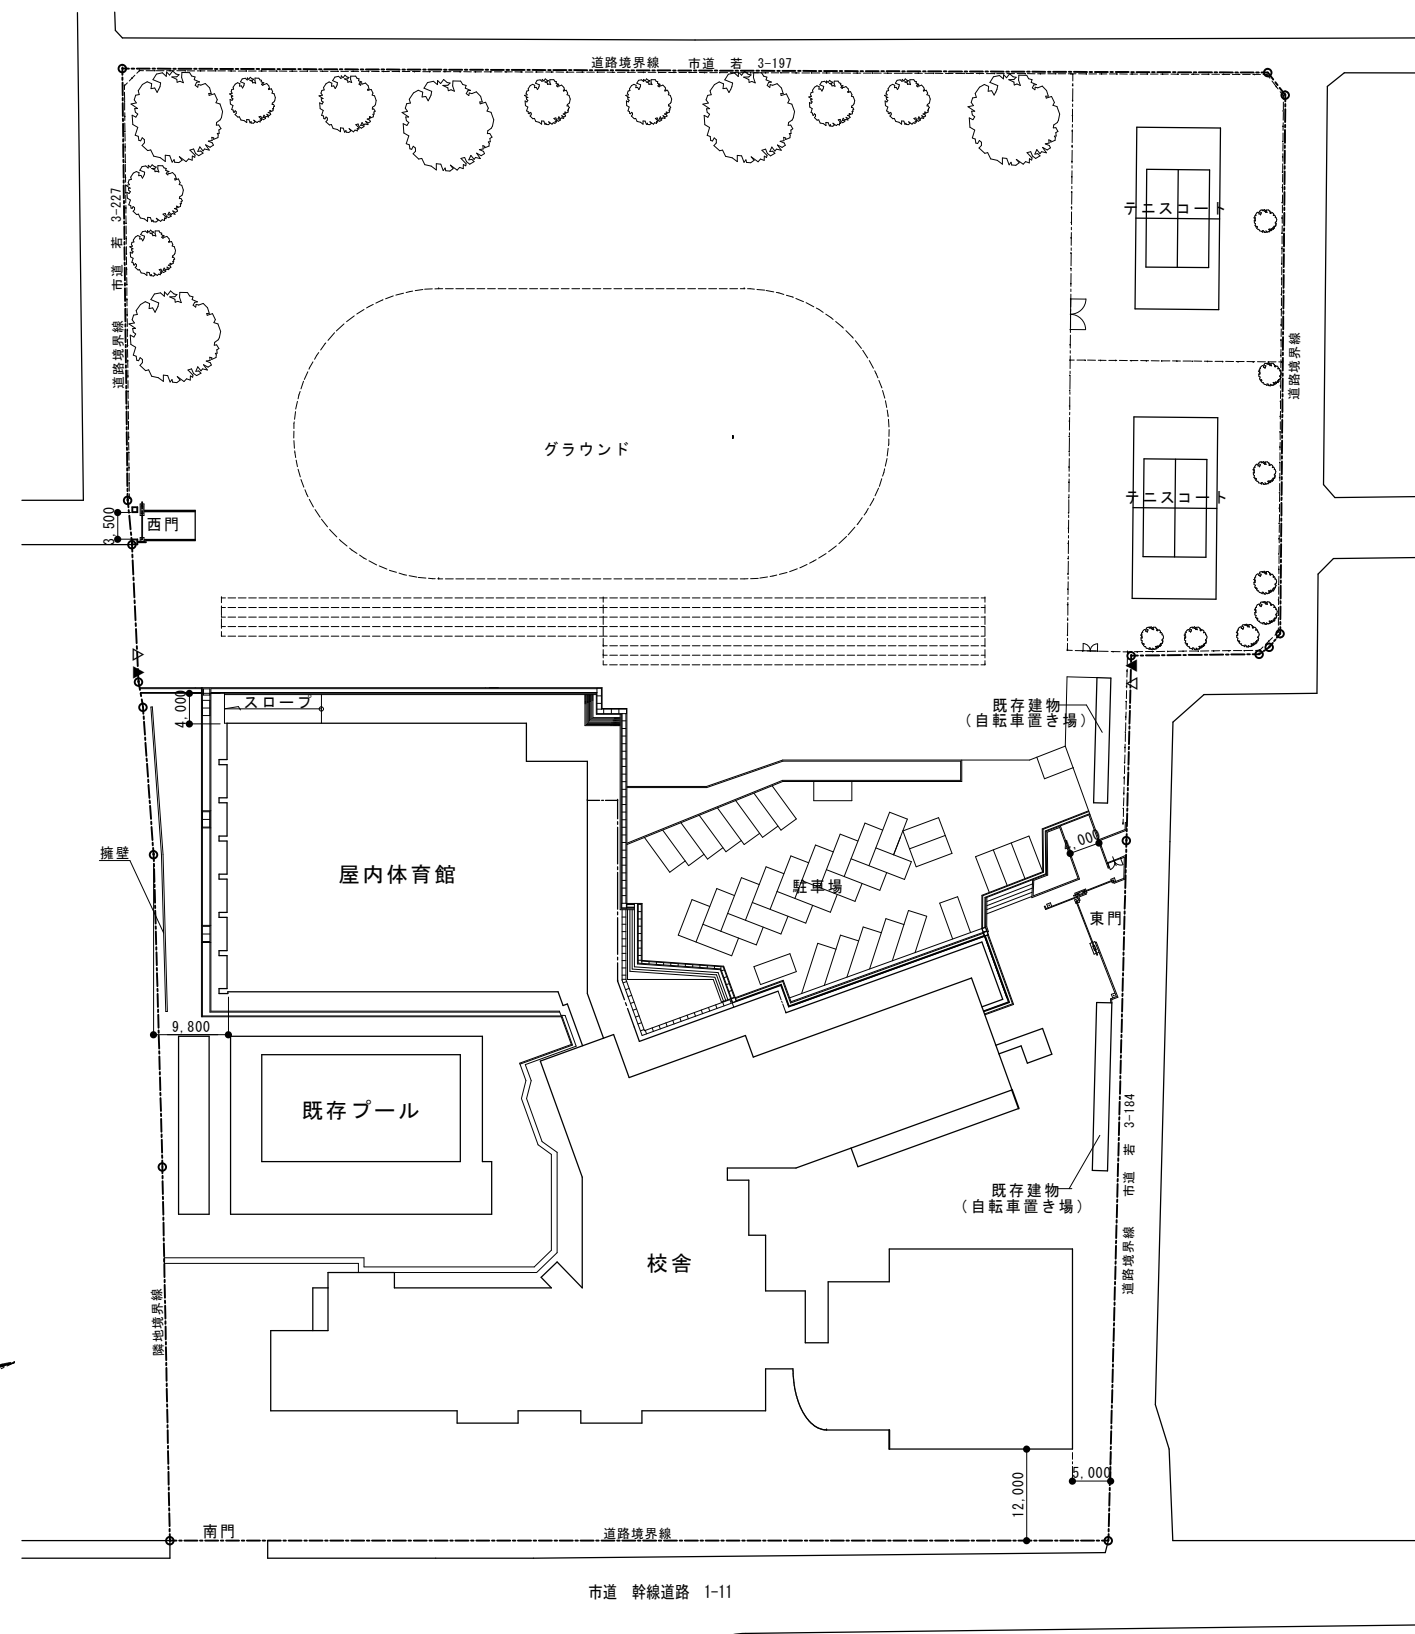 道路境界線　市道　若　3-197
道路境界線　市道　若　3-227
テニスコート
道路境界線
グラウンド
テニスコート
3,500
西門
スロープ
4,000
既存建物
（自転車置き場）
擁壁
屋内体育館
駐車場
4,000
東門
9,800
既存プール
道路境界線　市道　若　3-184
既存建物
（自転車置き場）
校舎
隣地境界線
12,000
5,000
南門
道路境界線
市道　幹線道路　1-11